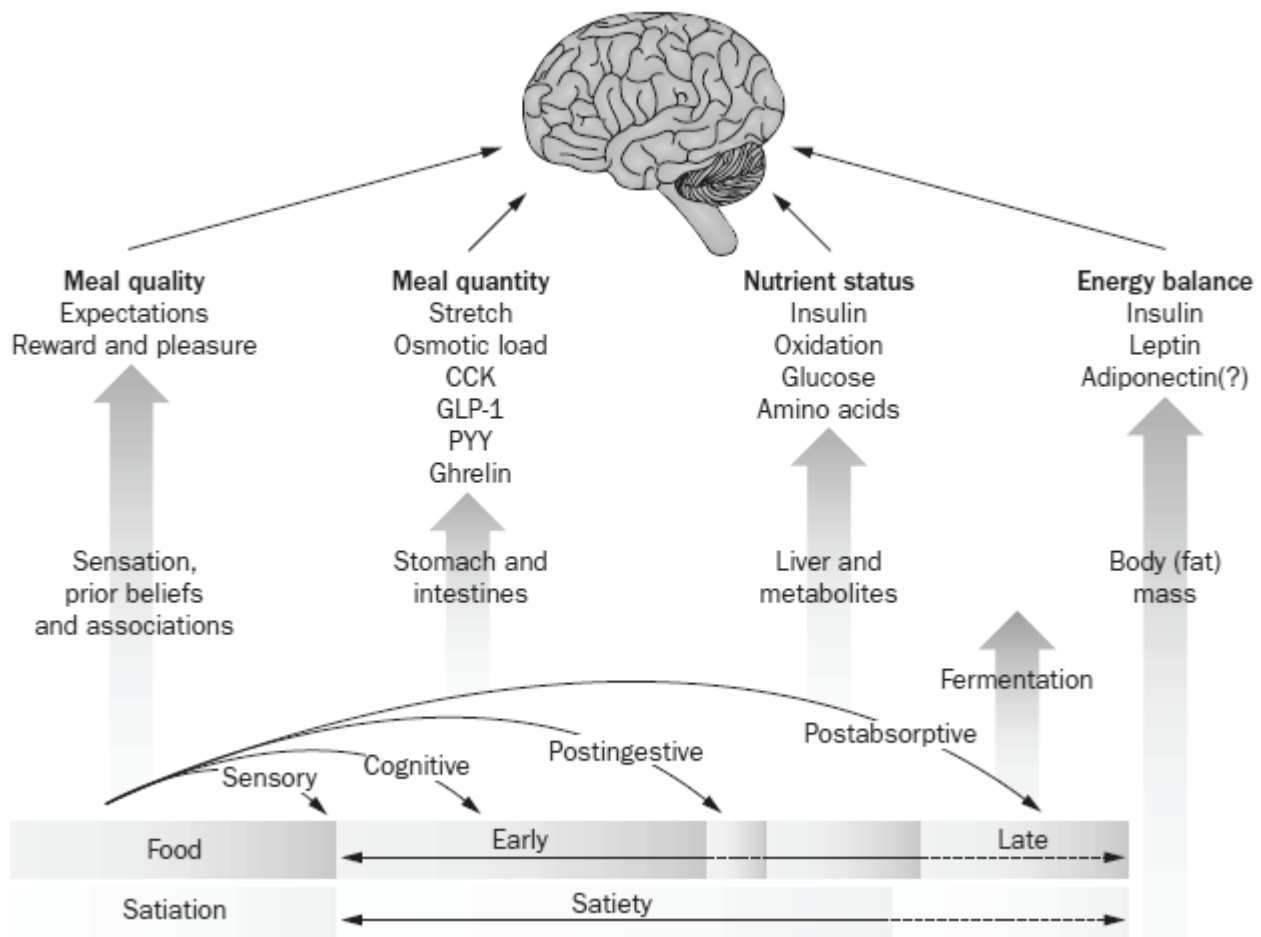 Meal quality
Expectations
Reward and pleasure
Meal quantity
Stretch
Osmotic load
CCK
GLP-1
PYY
Ghrelin
Nutrient status
Insulin
Oxidation
Glucose
Amino acids
Energy balance
Insulin
Leptin
Adiponectin(?)
Sensation,
prior beliefs
and associations
Stomach and
intestines
Liver and
metabolites
Body (fat)
mass
Fermentation
Sensory
Cognitive
Postingestive
Postabsorptive
Food
Early
Late
Satiation
Satiety